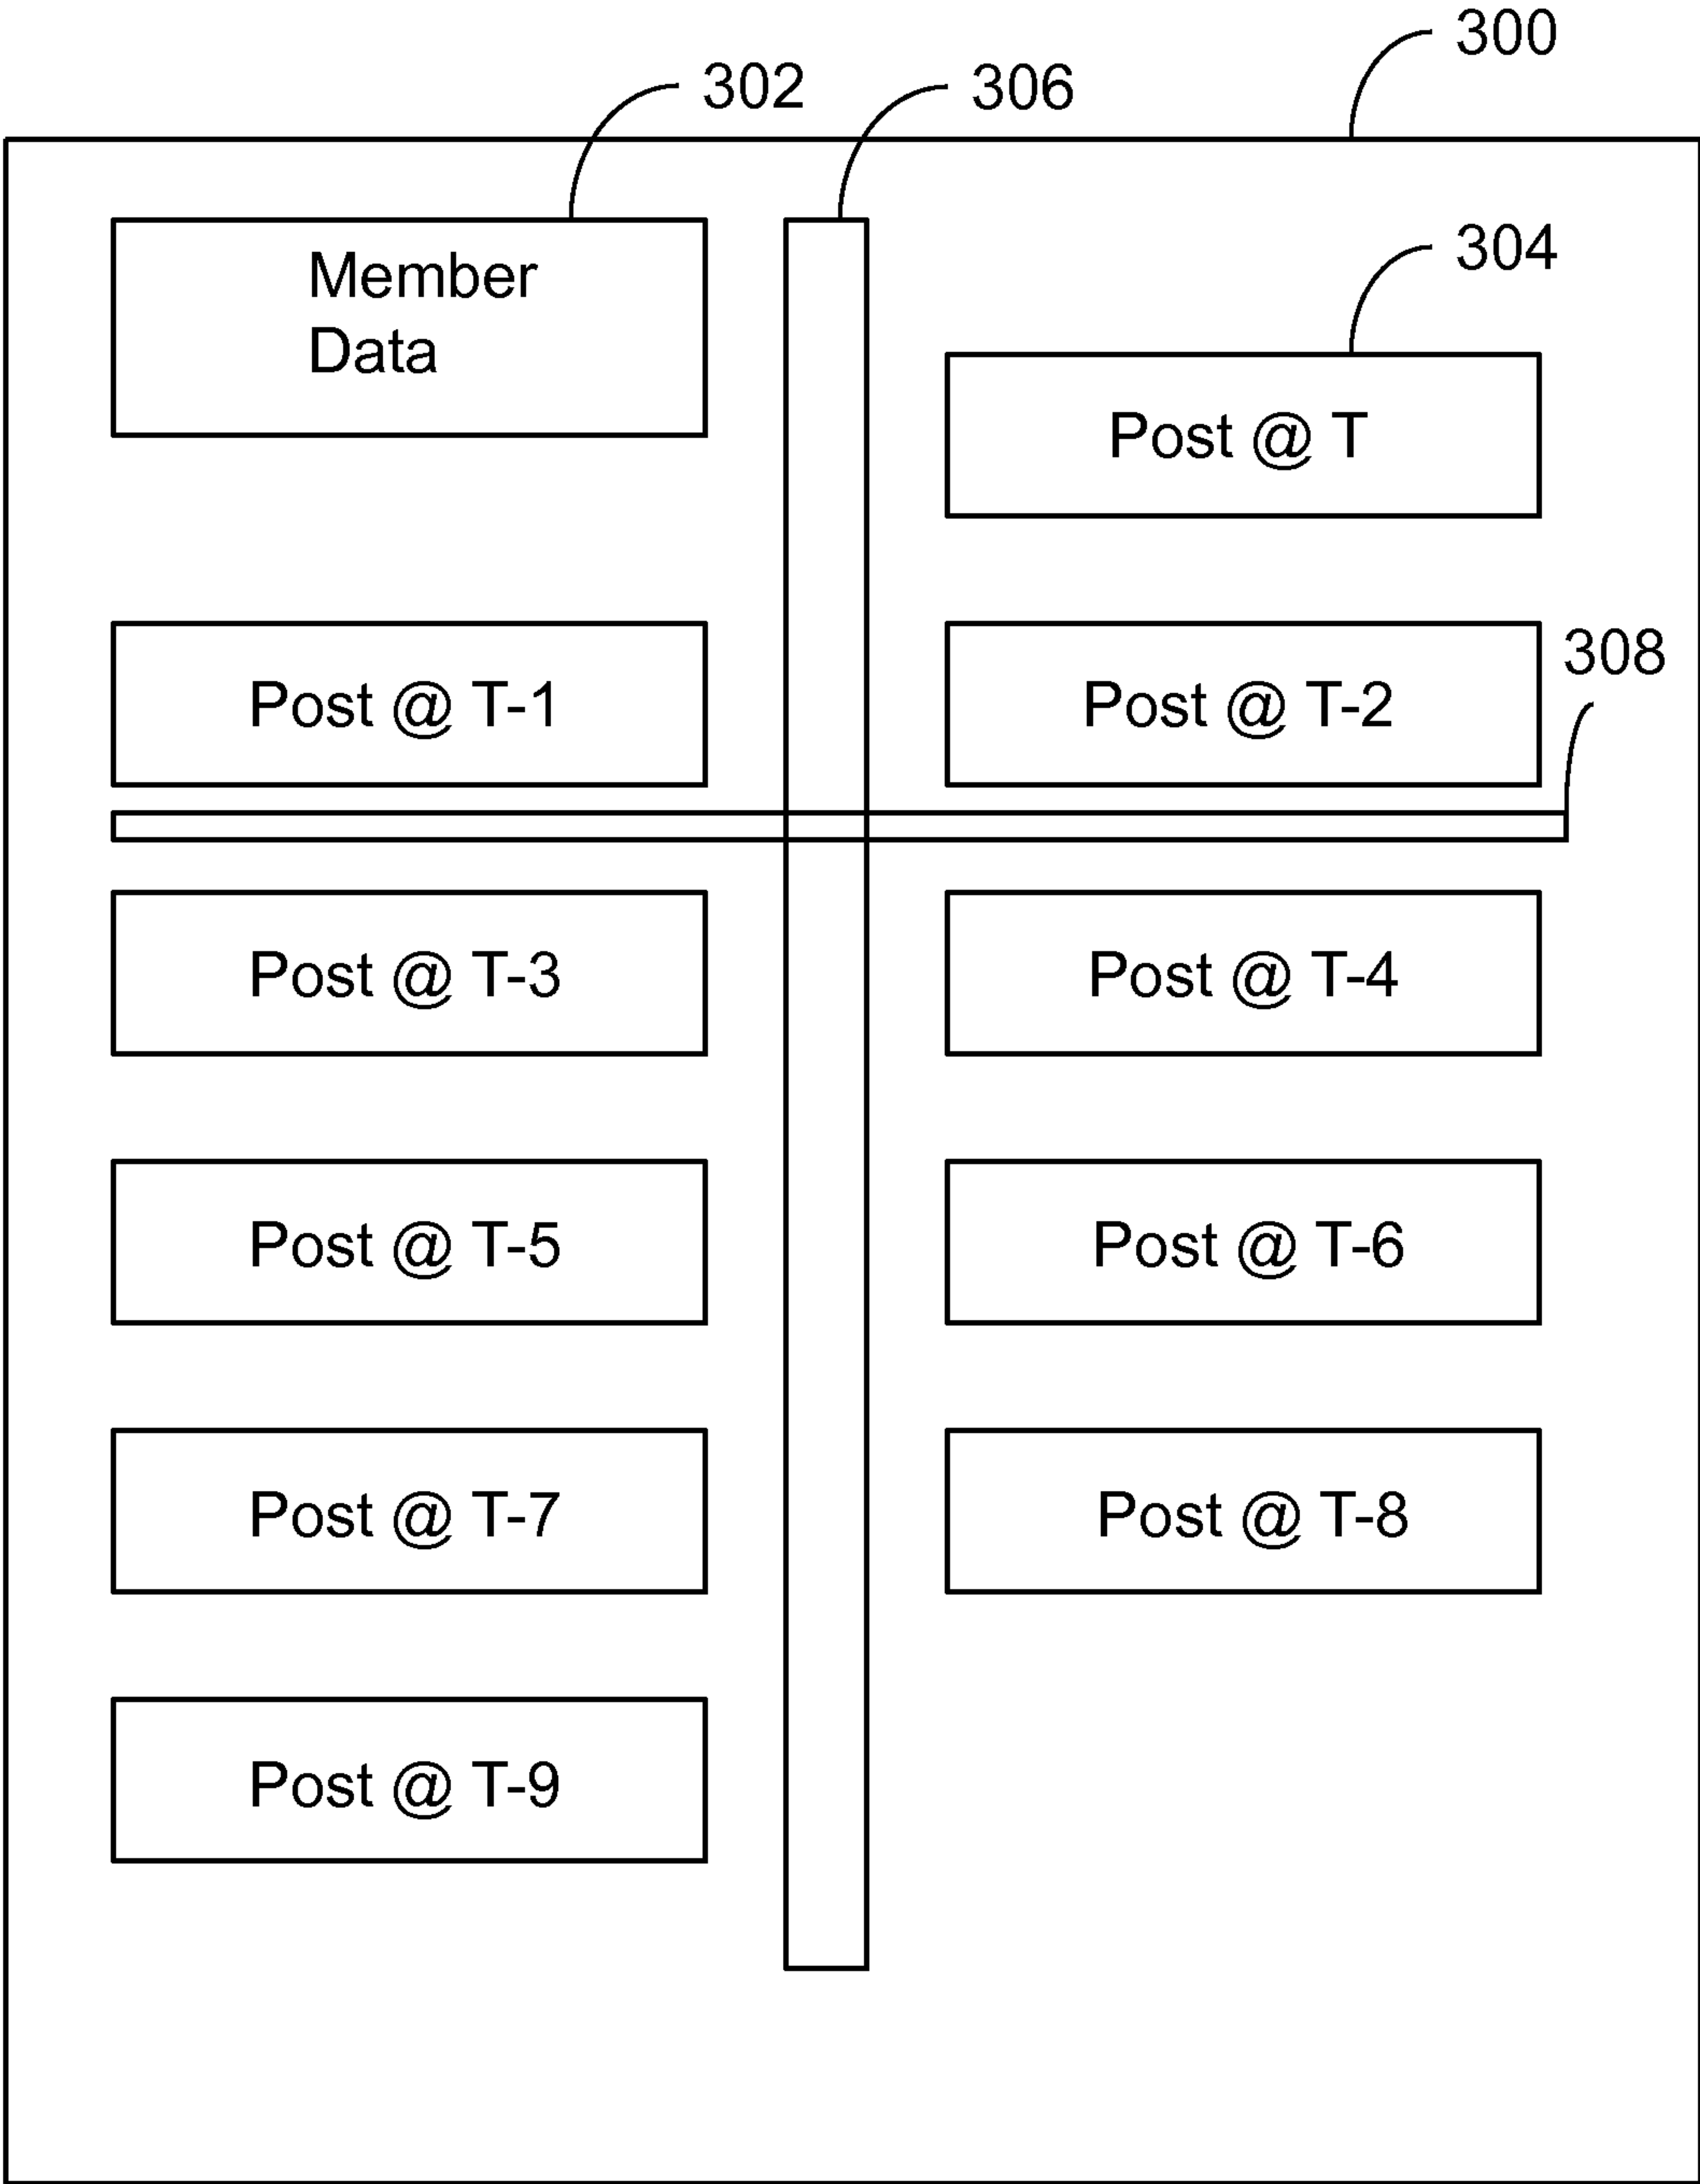 300
302
306
Member
Data
304
Post @ T
308
Post @ T-1
Post @ T-2
Post @ T-3
Post @ T-4
Post @ T-5
Post @ T-6
Post @ T-7
Post @ T-8
Post @ T-9